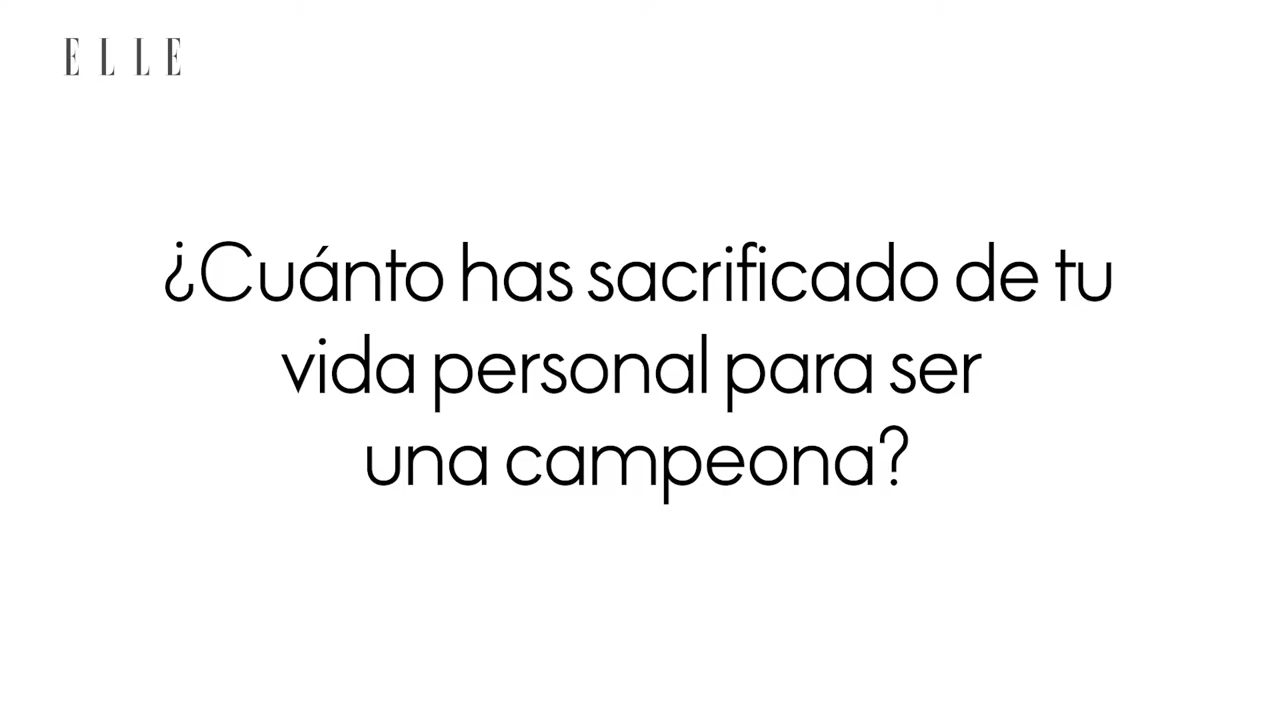 ELLE
¿Cuánto has sacrificado de tu
vida personal para ser
una campeona?